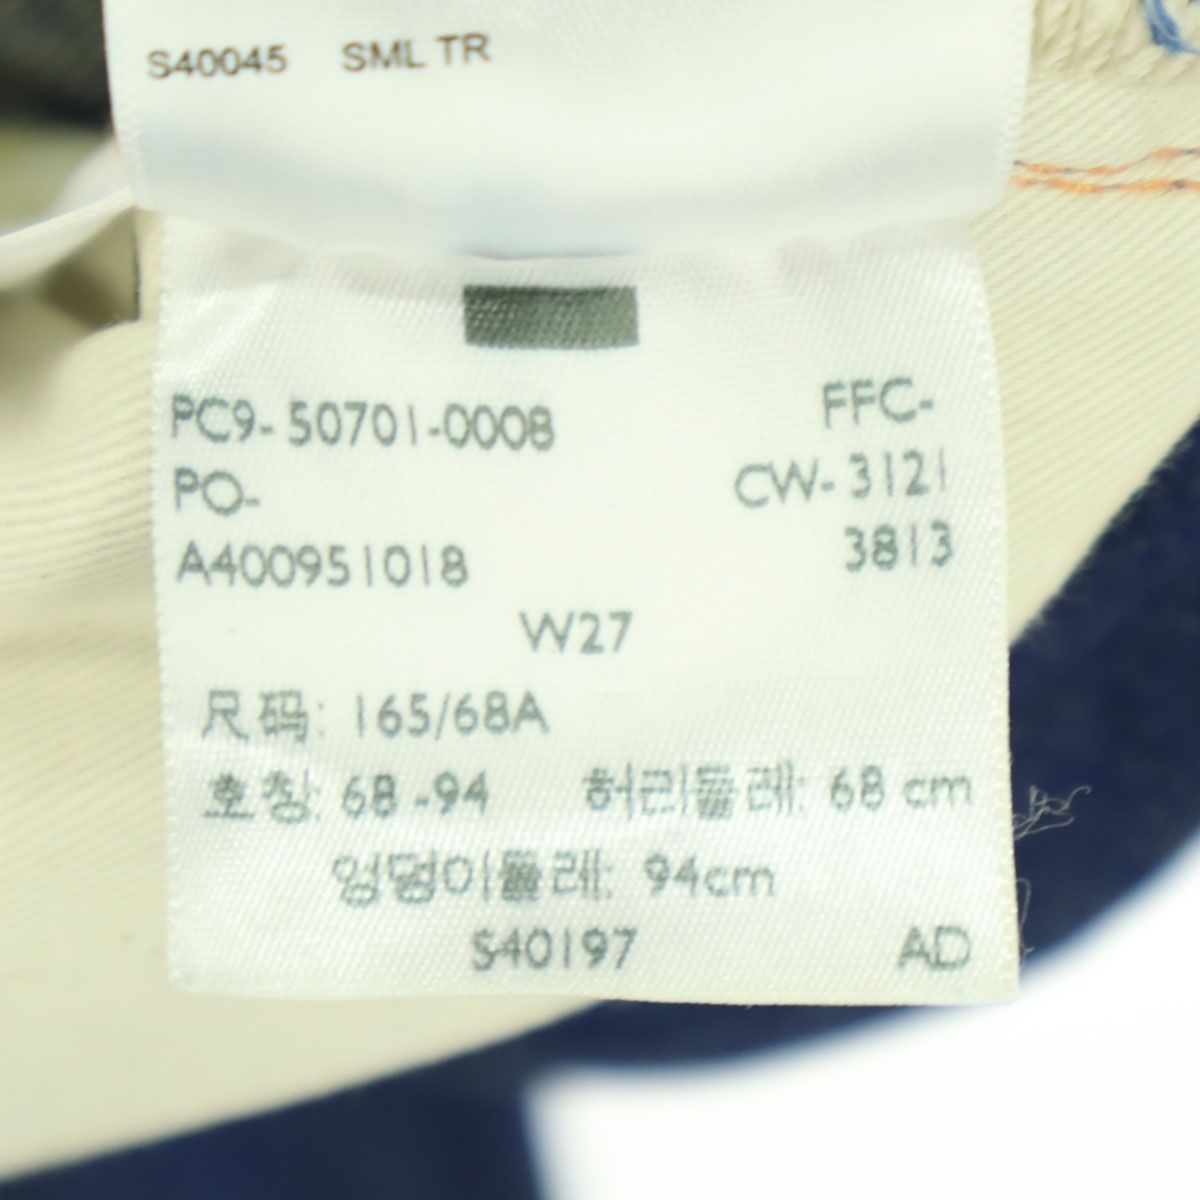 S40045 SML TR
PC9-50701-0008 FFC-
PO- CW-3121
A400951018 3813
W27
尺码: 165/68A
호칭: 68-94 허리둘레: 68 cm
엉덩이둘레: 94cm
S40197 AD